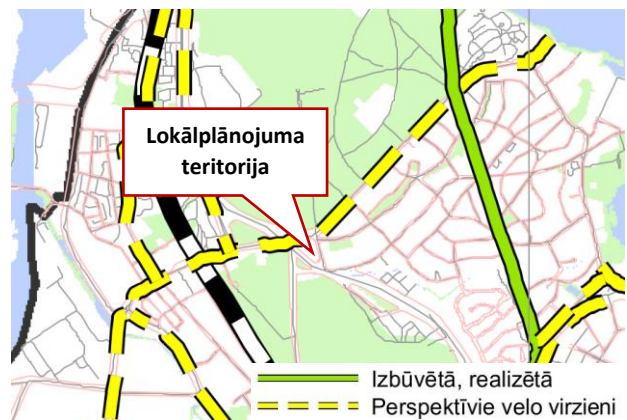 Lokālplānojuma
teritorija
Izbūvētā, realizētā
Perspektīvie velo virzieni